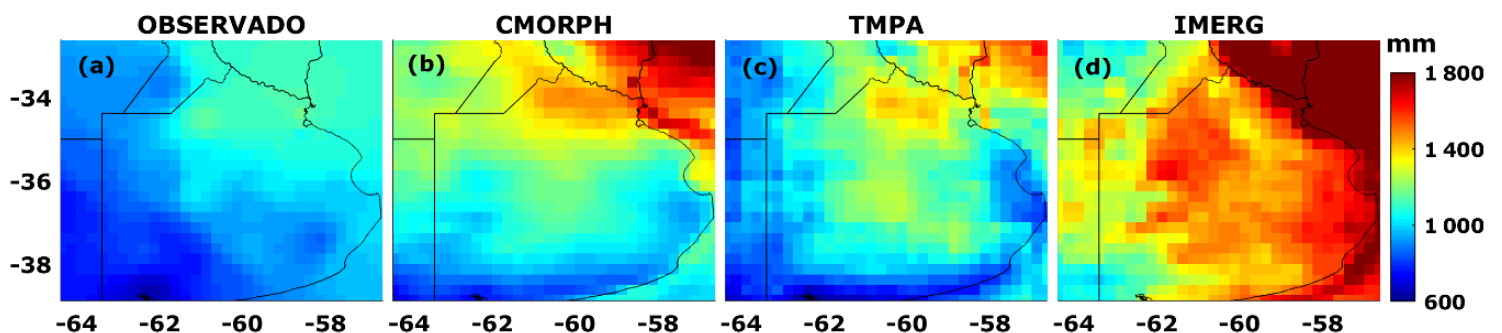 OBSERVADO CMORPH TMPA IMERG
mm
(a) (b) (c) (d)
1 800
-34
1 400
-36
1 000
-38
600
-64 -62 -60 -58 -64 -62 -60 -58 -64 -62 -60 -58 -64 -62 -60 -58